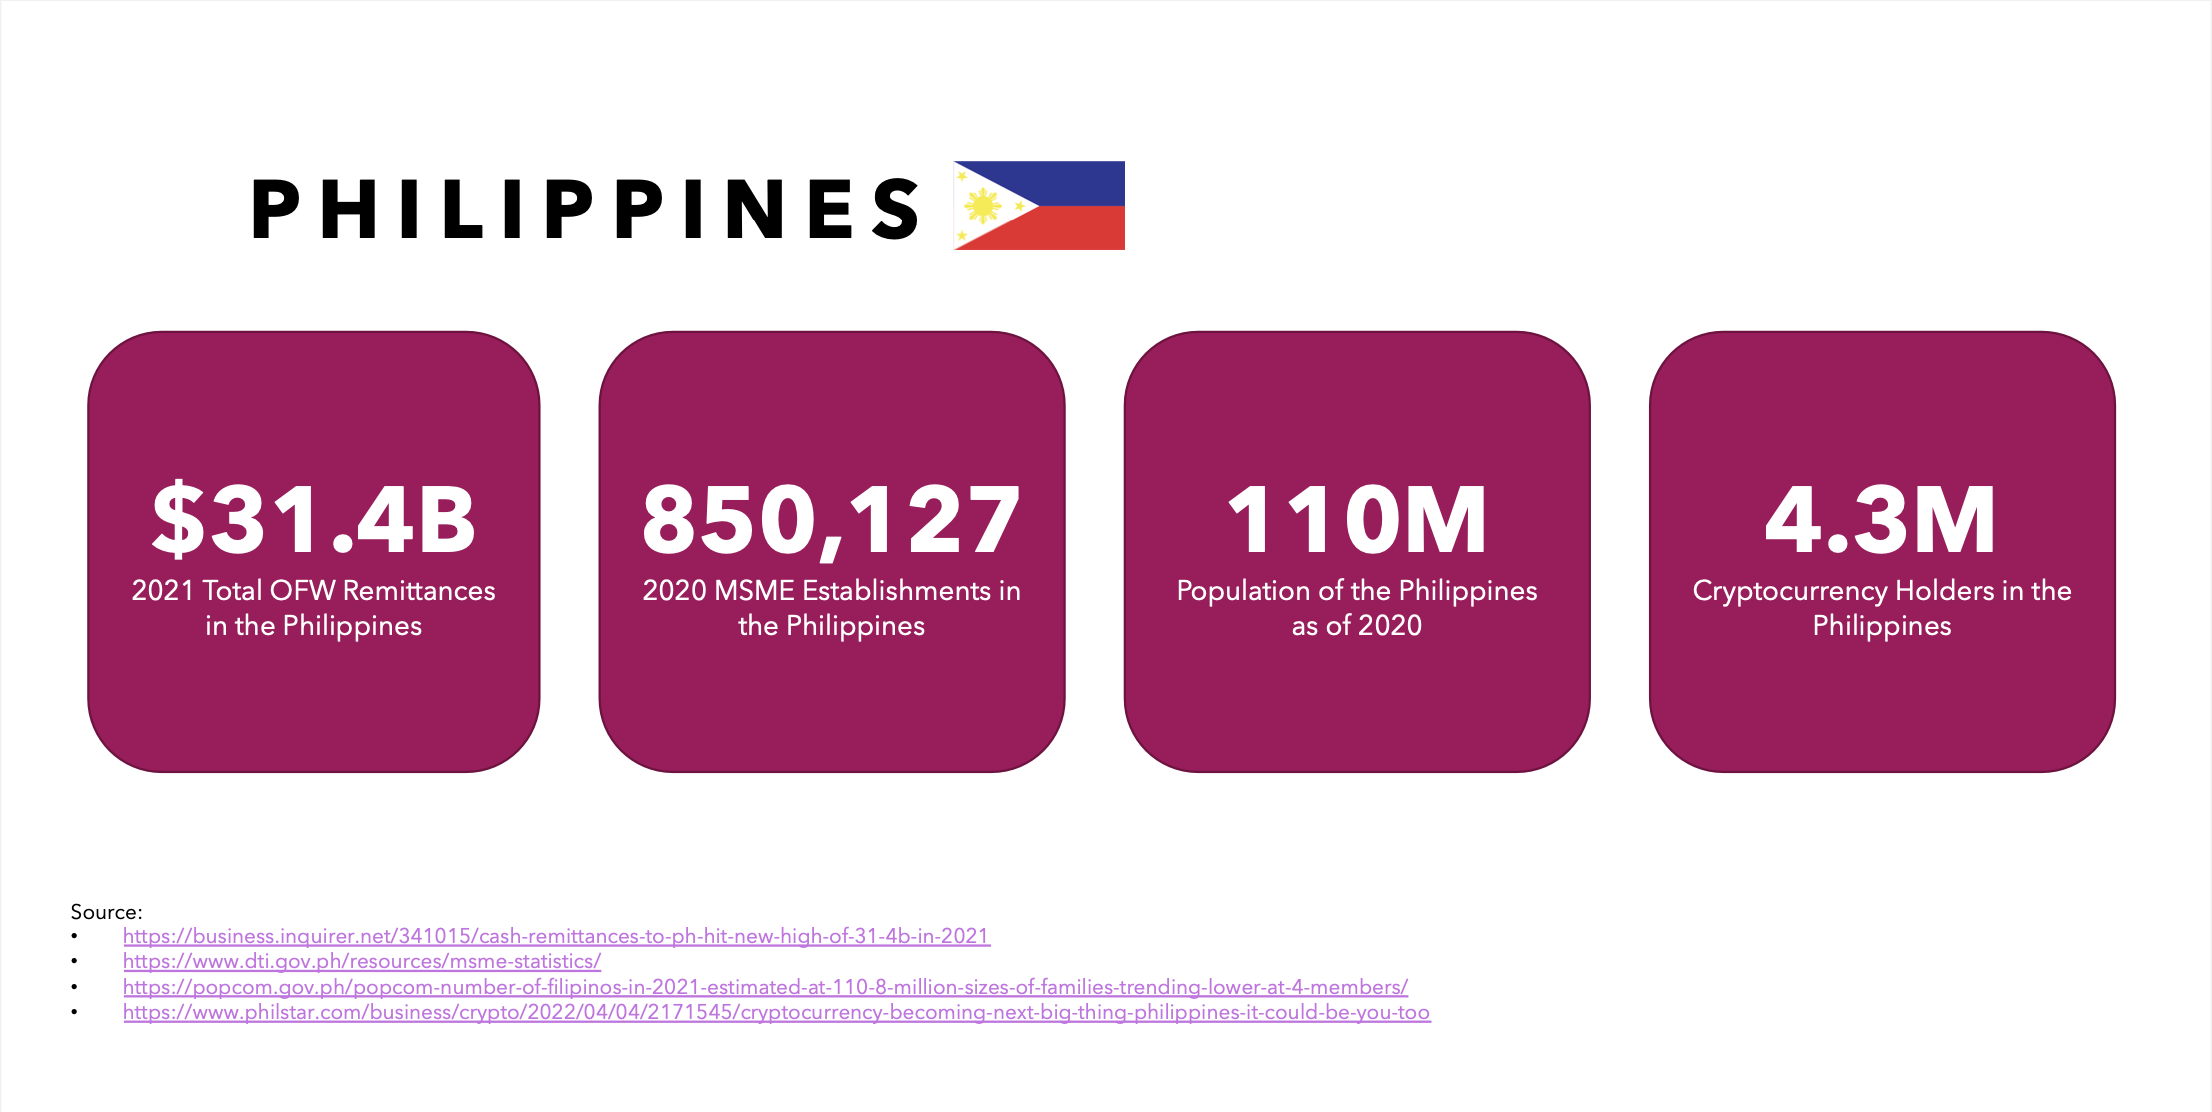 PHILIPPINES
$31.4B
2021 Total OFW Remittances
in the Philippines
850,127
2020 MSME Establishments in
the Philippines
110M
Population of the Philippines
as of 2020
4.3M
Cryptocurrency Holders in the
Philippines
Source:
• https://business.inquirer.net/341015/cash-remittances-to-ph-hit-new-high-of-31-4b-in-2021
• https://www.dti.gov.ph/resources/msme-statistics/
• https://popcom.gov.ph/popcom-number-of-filipinos-in-2021-estimated-at-110-8-million-sizes-of-families-trending-lower-at-4-members/
• https://www.philstar.com/business/crypto/2022/04/04/2171545/cryptocurrency-becoming-next-big-thing-philippines-it-could-be-you-too